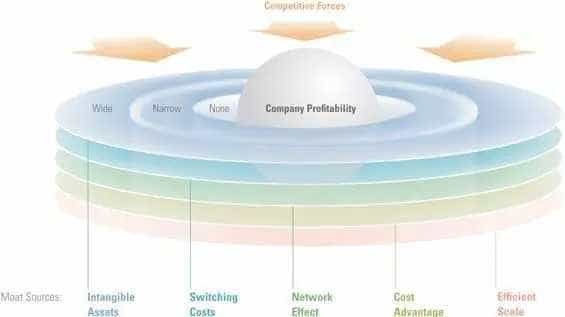 Competitive Forces
Wide Narrow None Company Profitability
Moat Sources: Intangible Switching Network Cost Efficient
Assets Costs Effect Advantage Scale